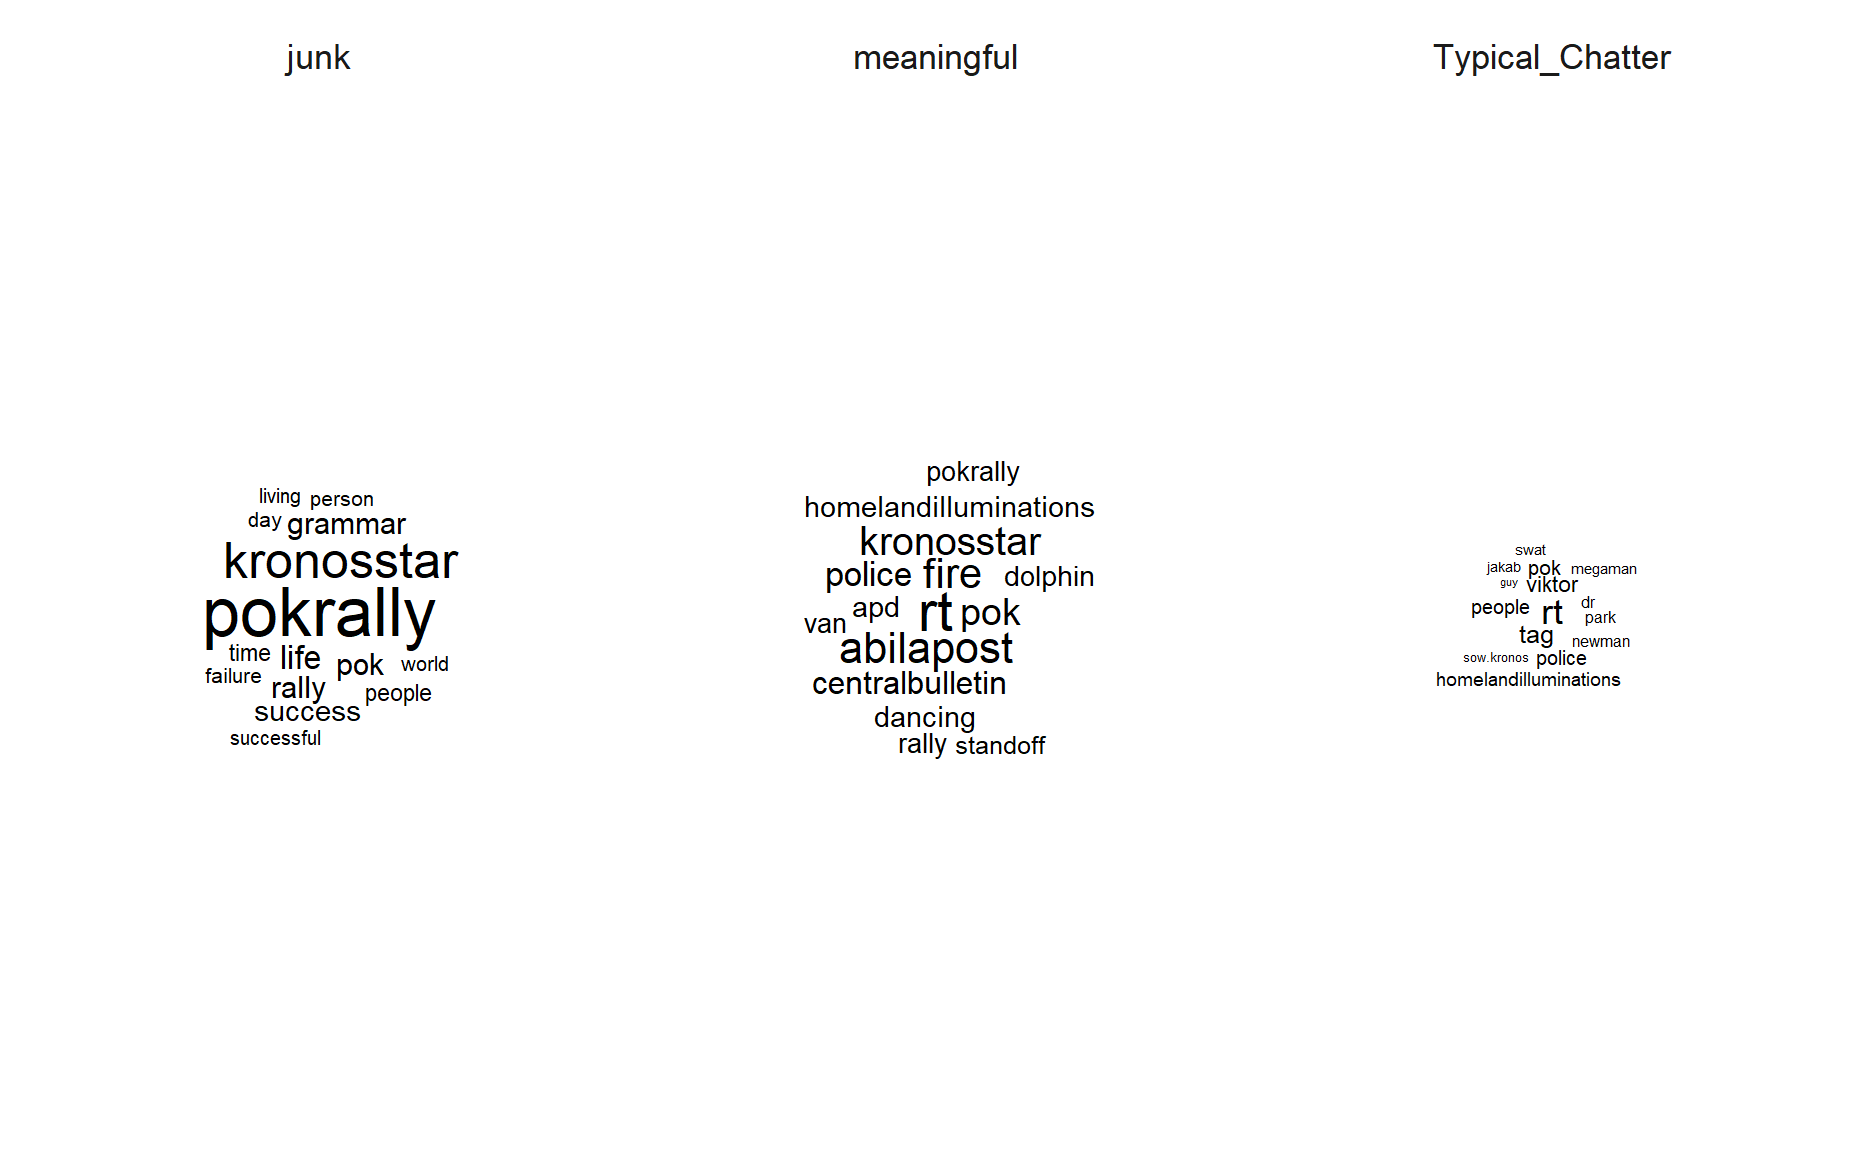 junk
meaningful
Typical_Chatter
living person
day grammar
kronosstar
pokrally
time life pok world
failure rally people
success
successful
pokrally
homelandilluminations
kronosstar
police fire dolphin
van apd rt pok
abilapost
centralbulletin
dancing
rally standoff
swat
jakab pok megaman
guy viktor
people rt dr
park
tag newman
sow.kronos police
homelandilluminations